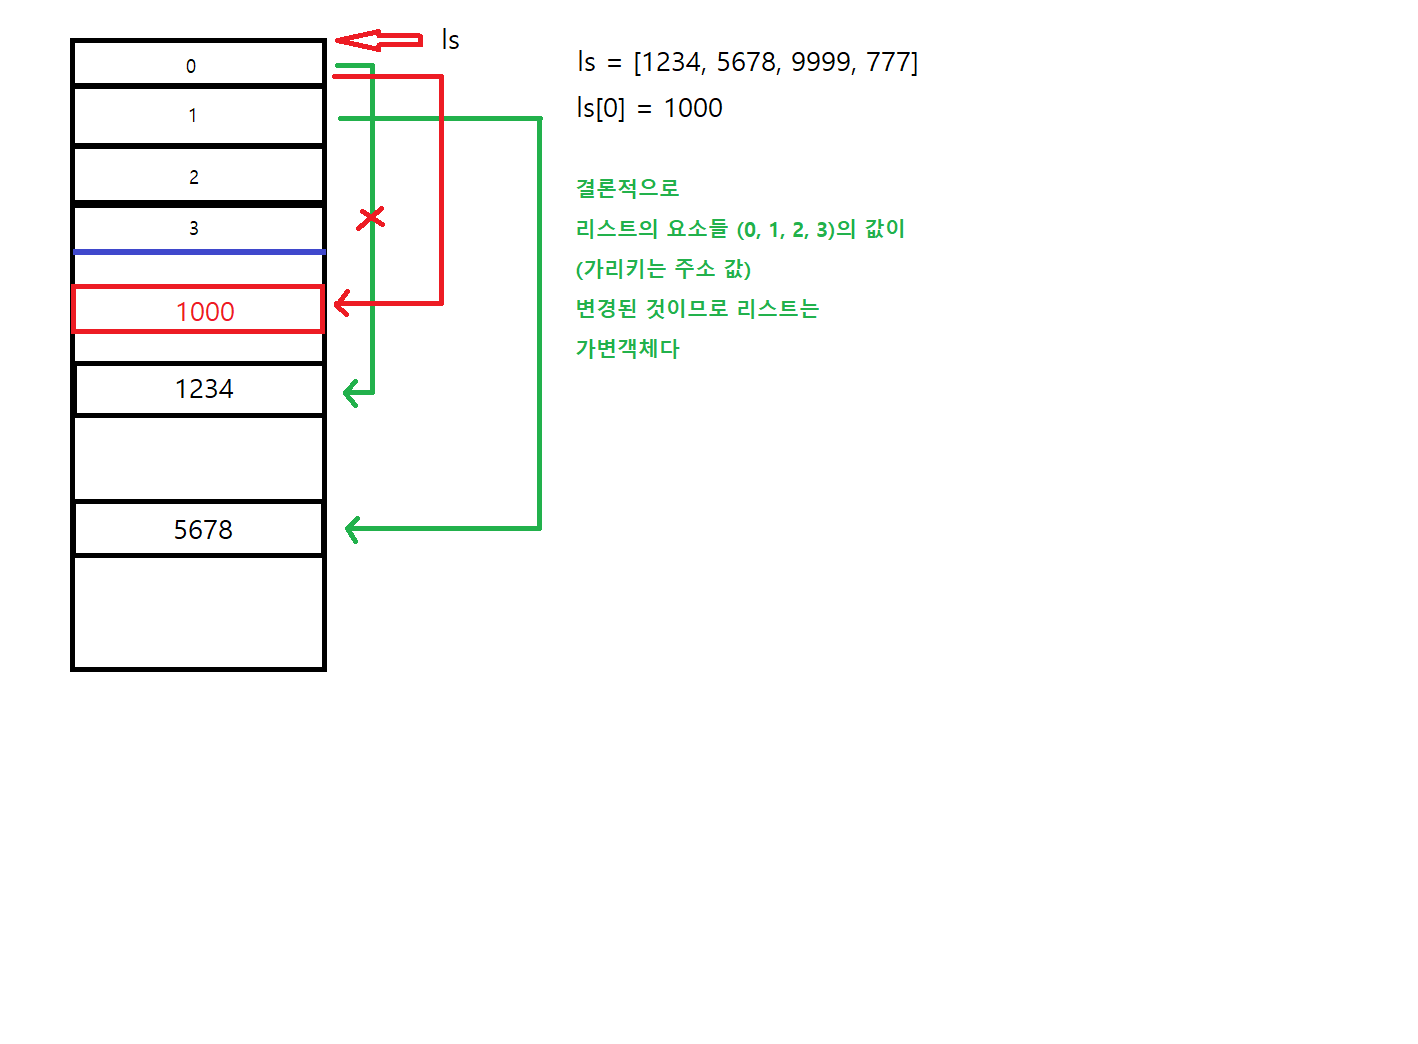 ls
ls = [1234, 5678, 9999, 777]
ls[0] = 1000
0
1
2
3
1000
1234
5678
결론적으로
리스트의 요소들 (0, 1, 2, 3)의 값이
(가리키는 주소 값)
변경된 것이므로 리스트는
가변객체다